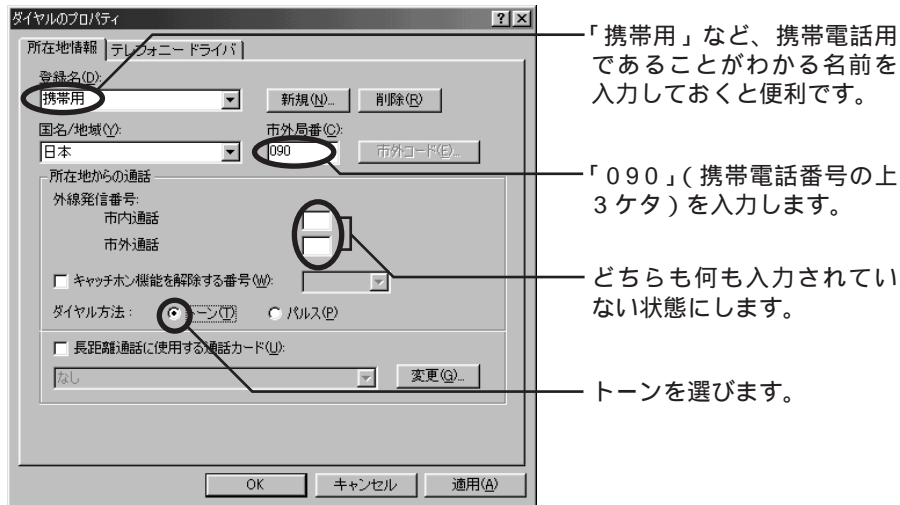 ダイヤルのプロパティ
所在地情報 テレフォニー ドライバ
登録名(D):
携帯用 新規(N)... 削除(R)
国名/地域(Y): 市外局番(C):
日本 090 市外コード(E)...
所在地からの通話
外線発信番号:
市内通話
市外通話
キャッチホン機能を解除する番号(W):
ダイヤル方法: トーン(T) パルス(P)
長距離通話に使用する通話カード(U):
なし 変更(G)...
OK キャンセル 適用(A)
「携帯用」など、携帯電話用
であることがわかる名前を
入力しておくと便利です。
「090」(携帯電話番号の上
3ケタ)を入力します。
どちらも何も入力されてい
ない状態にします。
トーンを選びます。